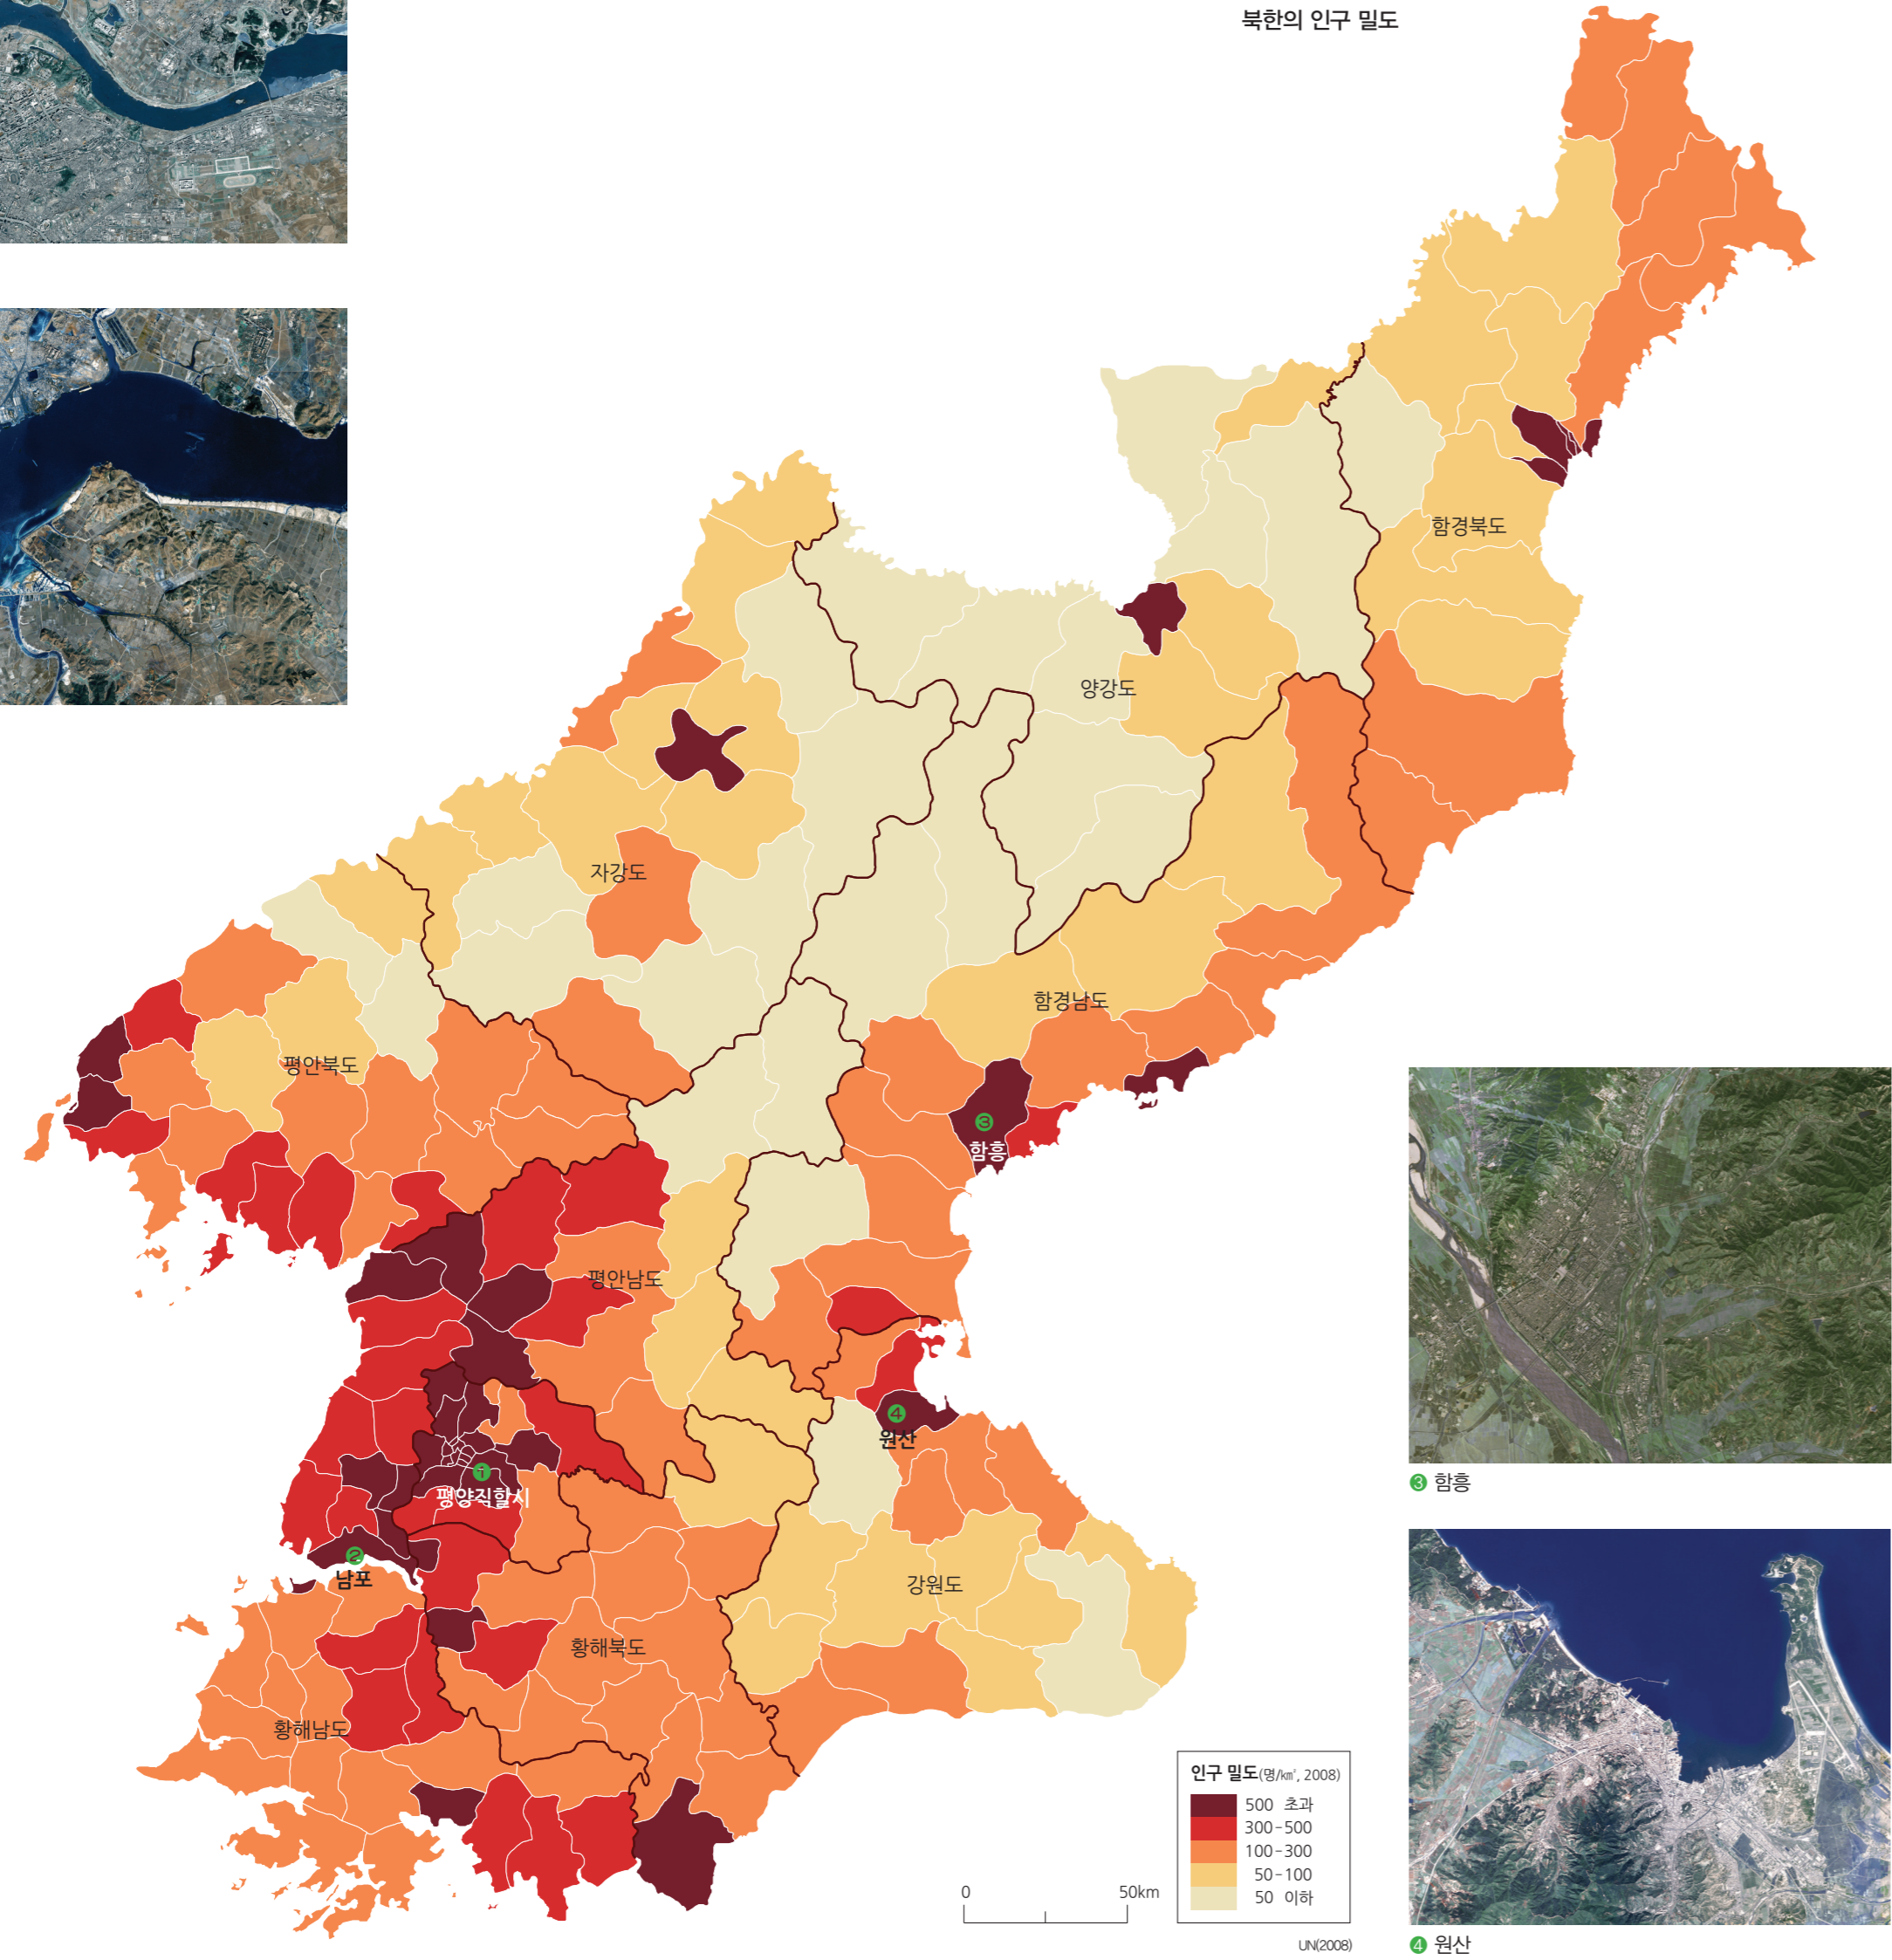 북한의 인구 밀도
함경북도
양강도
자강도
함경남도
평안북도
3
함흥
평안남도
4
원산
1
평양직할시
2
남포
강원도
황해북도
황해남도
인구 밀도(명/㎢, 2008)
500 초과
300-500
100-300
50-100
50 이하
0 50km
UN(2008)
3 함흥
4 원산